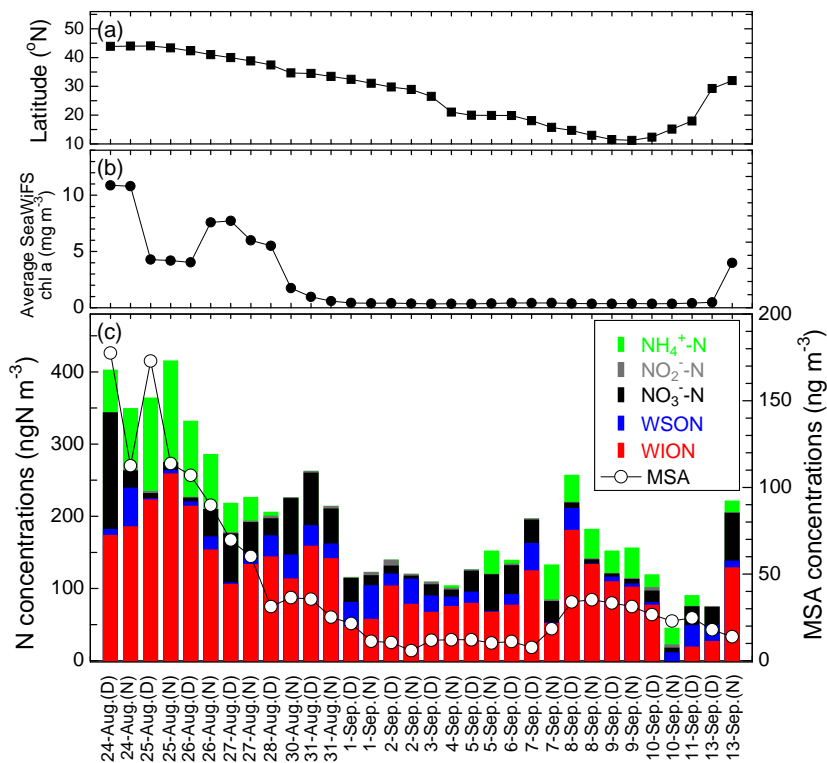 (a)
Latitude (°N)
50
40
30
20
10
(b)
Average SeaWiFS
chl a (mg m⁻³)
10
5
0
(c)
N concentrations (ngN m⁻³)
400
300
200
100
0
MSA concentrations (ng m⁻³)
200
150
100
50
0
NH₄⁺-N
NO₂⁻-N
NO₃⁻-N
WSON
WION
MSA
24-Aug.(D)
24-Aug.(N)
25-Aug.(D)
25-Aug.(N)
26-Aug.(D)
26-Aug.(N)
27-Aug.(D)
27-Aug.(N)
28-Aug.(D)
30-Aug.(N)
31-Aug.(D)
31-Aug.(N)
1-Sep.(D)
1-Sep.(N)
2-Sep.(D)
2-Sep.(N)
3-Sep.(D)
4-Sep.(N)
5-Sep.(D)
5-Sep.(N)
6-Sep.(D)
7-Sep.(D)
7-Sep.(N)
8-Sep.(D)
8-Sep.(N)
9-Sep.(D)
9-Sep.(N)
10-Sep.(D)
10-Sep.(N)
11-Sep.(D)
13-Sep.(D)
13-Sep.(N)